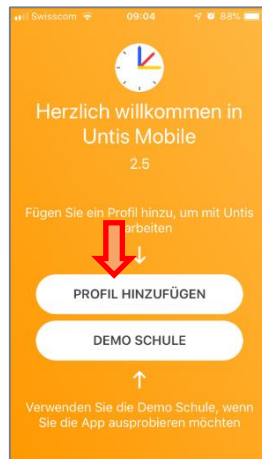 Swisscom 09:04 88%
Herzlich willkommen in
Untis Mobile
2.5
Fügen Sie ein Profil hinzu, um mit Untis
arbeiten
PROFIL HINZUFÜGEN
DEMO SCHULE
Verwenden Sie die Demo Schule, wenn
Sie die App ausprobieren möchten